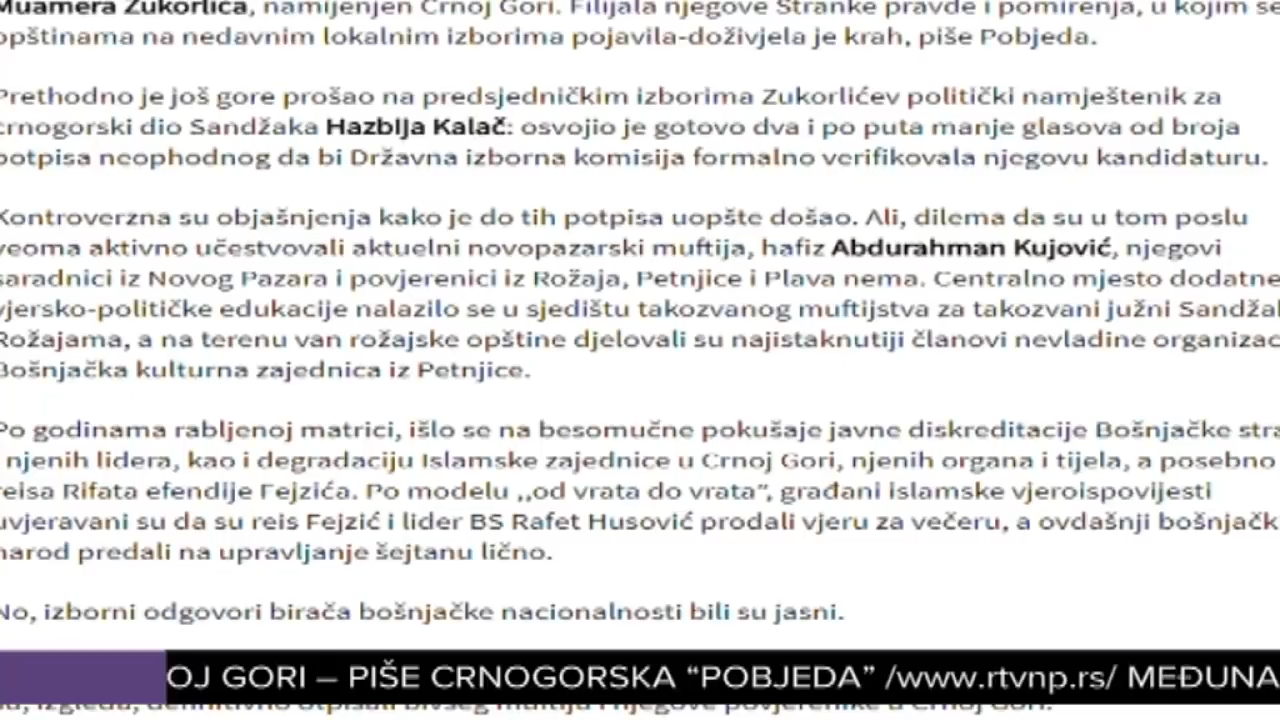 Muamera Zukorlića, namijenjen Crnoj Gori. Filijala njegove Stranke pravde i pomirenja, u kojim se
opštinama na nedavnim lokalnim izborima pojavila-doživjela je krah, piše Pobjeda.
Prethodno je još gore prošao na predsjedničkim izborima Zukorlićev politički namještenik za
crnogorski dio Sandžaka Hazbija Kalač: osvojio je gotovo dva i po puta manje glasova od broja
potpisa neophodnog da bi Državna izborna komisija formalno verifikovala njegovu kandidaturu.
Kontroverzna su objašnjenja kako je do tih potpisa uopšte došao. Ali, dilema da su u tom poslu
veoma aktivno učestvovali aktuelni novopazarski muftija, hafiz Abdurahman Kujović, njegovi
saradnici iz Novog Pazara i povjerenici iz Rožaja, Petnjice i Plava nema. Centralno mjesto dodatne
vjersko-političke edukacije nalazilo se u sjedištu takozvanog muftijstva za takozvani južni Sandžak
Rožajama, a na terenu van rožajske opštine djelovali su najistaknutiji članovi nevladine organizac
Bošnjačka kulturna zajednica iz Petnjice.
Po godinama rabljenoj matrici, išlo se na besomučne pokušaje javne diskreditacije Bošnjačke stra
njenih lidera, kao i degradaciju Islamske zajednice u Crnoj Gori, njenih organa i tijela, a posebno
reisa Rifata efendije Fejzića. Po modelu ,,od vrata do vrata”, građani islamske vjeroispovijesti
uvjeravani su da su reis Fejzić i lider BS Rafet Husović prodali vjeru za večeru, a ovdašnji bošnjačk
narod predali na upravljanje šejtanu lično.
No, izborni odgovori birača bošnjačke nacionalnosti bili su jasni.
OJ GORI – PIŠE CRNOGORSKA “POBJEDA” /www.rtvnp.rs/ MEĐUNA